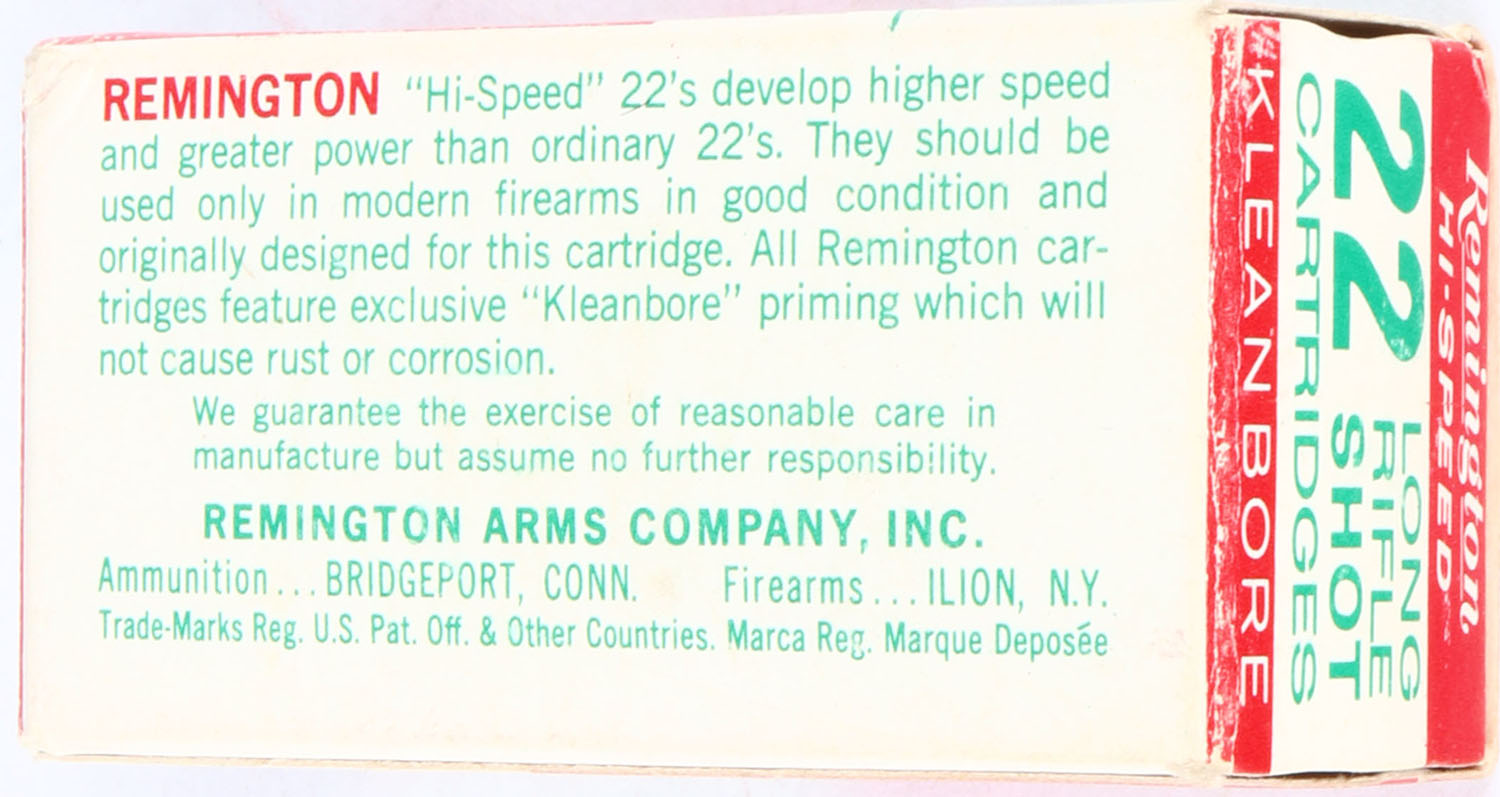 REMINGTON "Hi-Speed" 22's develop higher speed
and greater power than ordinary 22's. They should be
used only in modern firearms in good condition and
originally designed for this cartridge. All Remington car-
tridges feature exclusive "Kleanbore" priming which will
not cause rust or corrosion.
We guarantee the exercise of reasonable care in
manufacture but assume no further responsibility.
REMINGTON ARMS COMPANY, INC.
Ammunition...BRIDGEPORT, CONN. Firearms...ILION, N.Y.
Trade-Marks Reg. U.S. Pat. Off. & Other Countries. Marca Reg. Marque Deposée
Remington
HI-SPEED
22 LONG
RIFLE
SHOT
CARTRIDGES
KLEANBORE